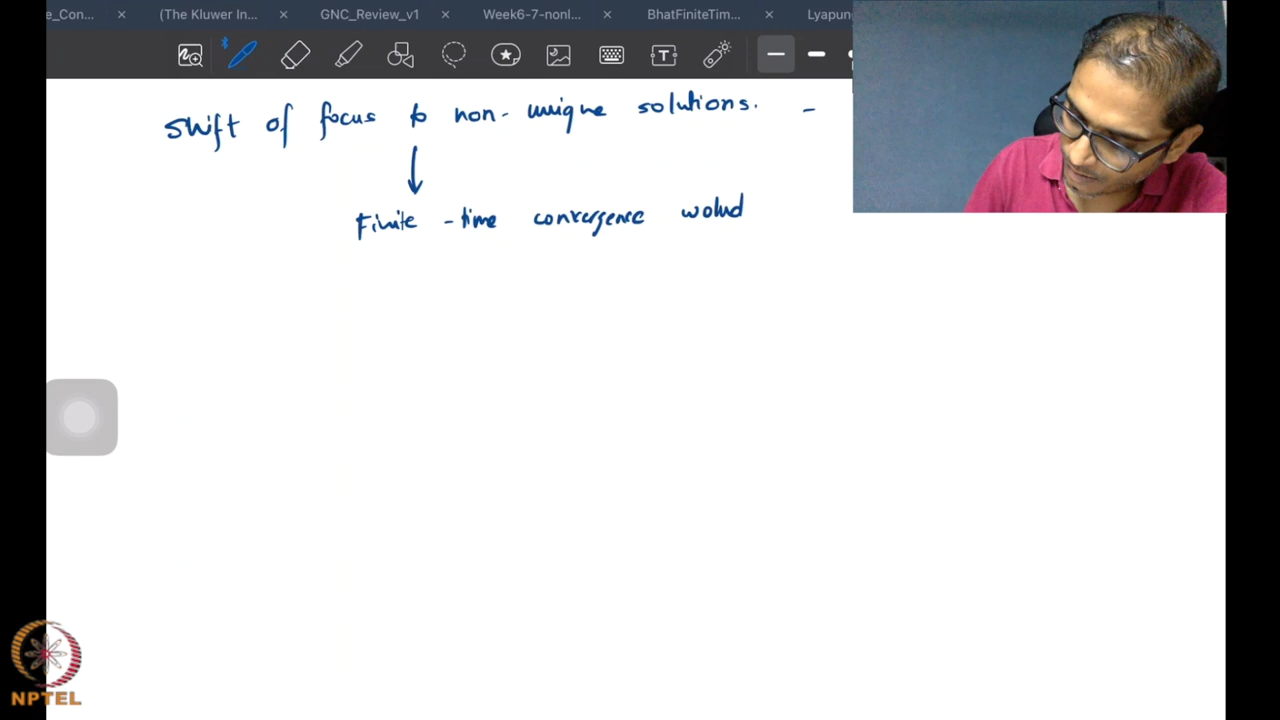 e_Con... (The Kluwer In... GNC_Review_v1 Week6-7-nonl... BhatFiniteTim... Lyapun
T
shift of focus to non-unique solutions. -
Finite -time convergence wolud
NPTEL